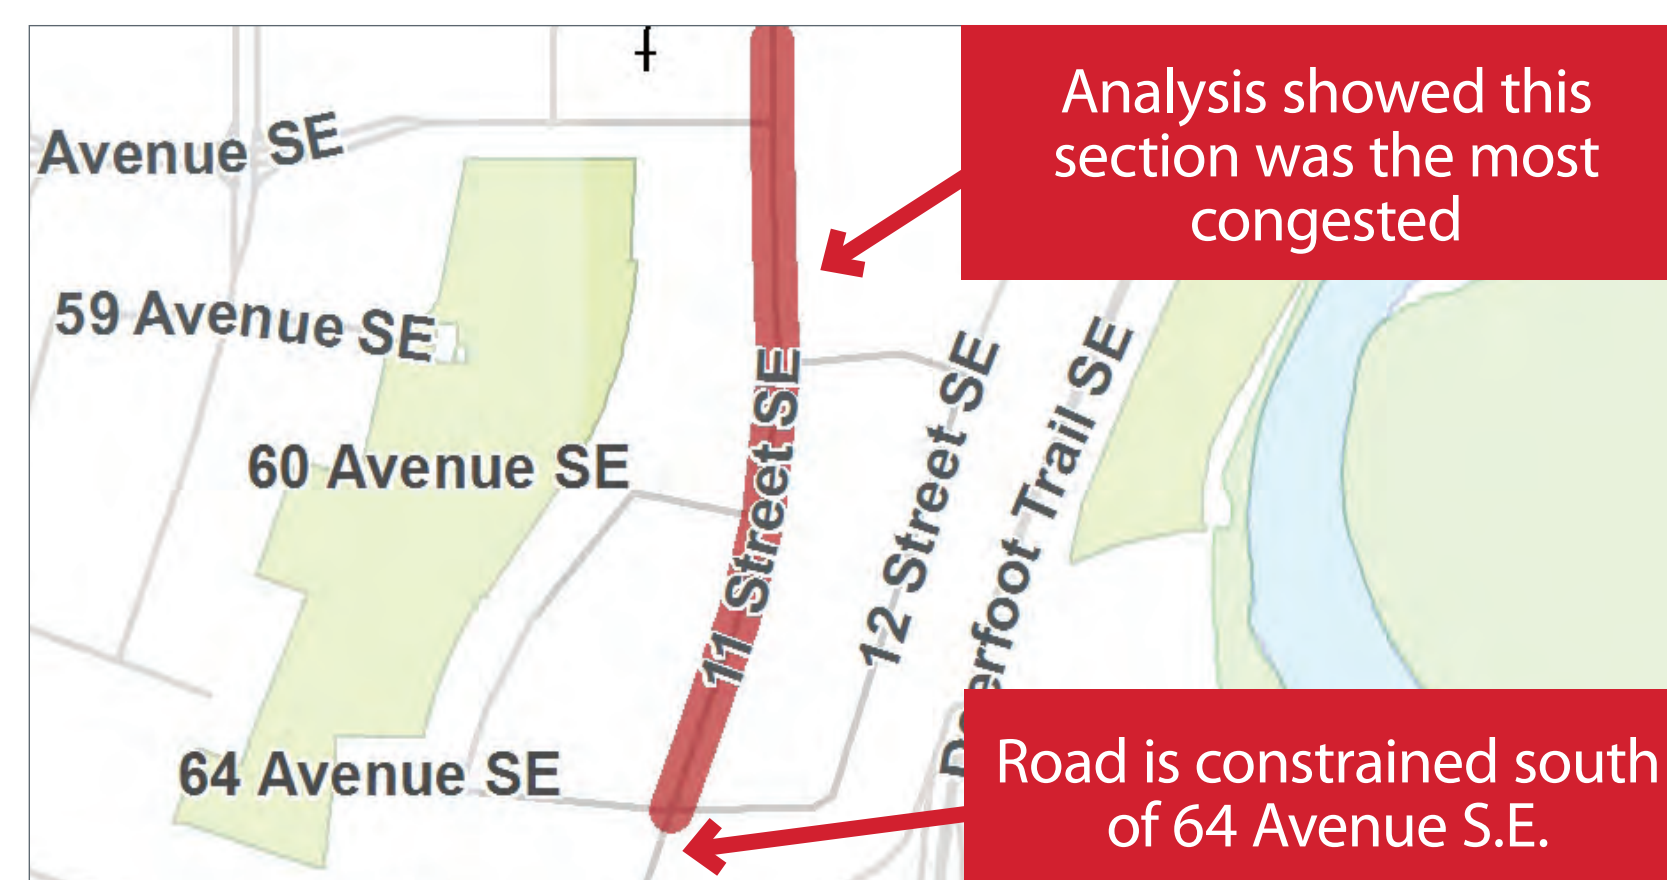 Analysis showed this
section was the most
congested
Avenue SE
59 Avenue SE
60 Avenue SE
11 Street SE
12 Street SE
Deerfoot Trail SE
64 Avenue SE
Road is constrained south
of 64 Avenue S.E.